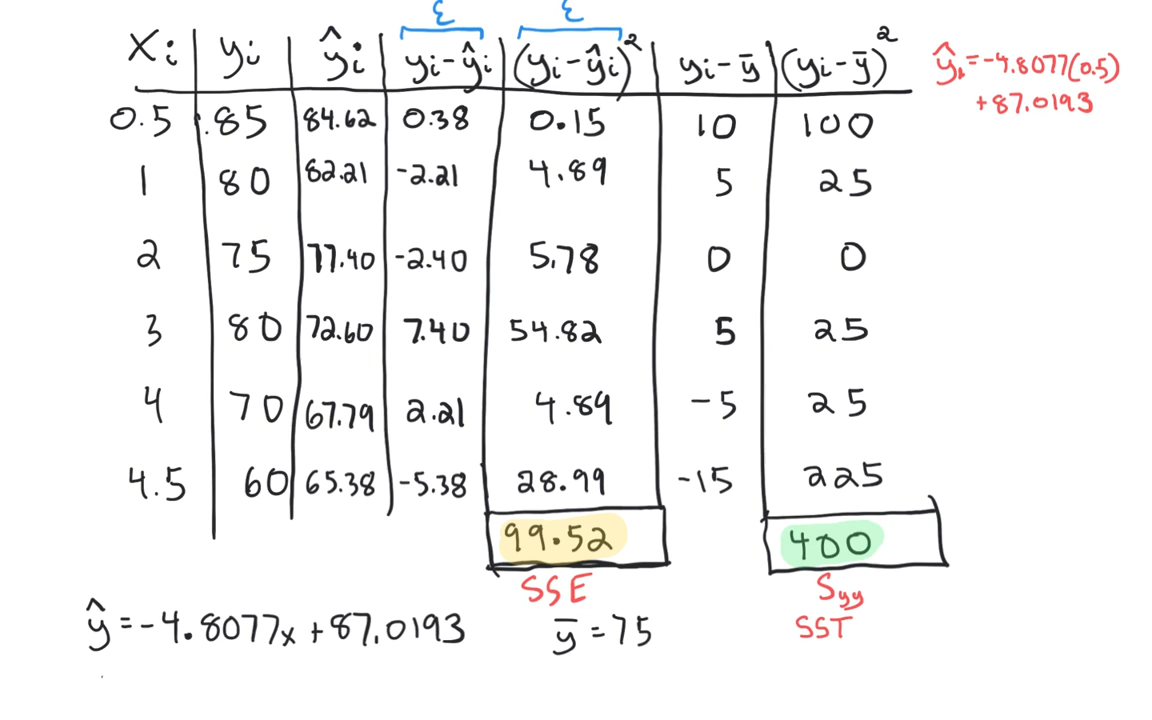 ε ε
xi yi ŷi yi-ŷi (yi-ŷi)² yi-ȳ (yi-ȳ)²
0.5 85 84.62 0.38 0.15 10 100
1 80 82.21 -2.21 4.89 5 25
2 75 77.40 -2.40 5.78 0 0
3 80 72.60 7.40 54.82 5 25
4 70 67.79 2.21 4.89 -5 25
4.5 60 65.38 -5.38 28.99 -15 225
99.52 400
SSE Syy
SST
ŷ=-4.8077x+87.0193 ȳ=75
ŷ₁=-4.8077(0.5)
+87.0193